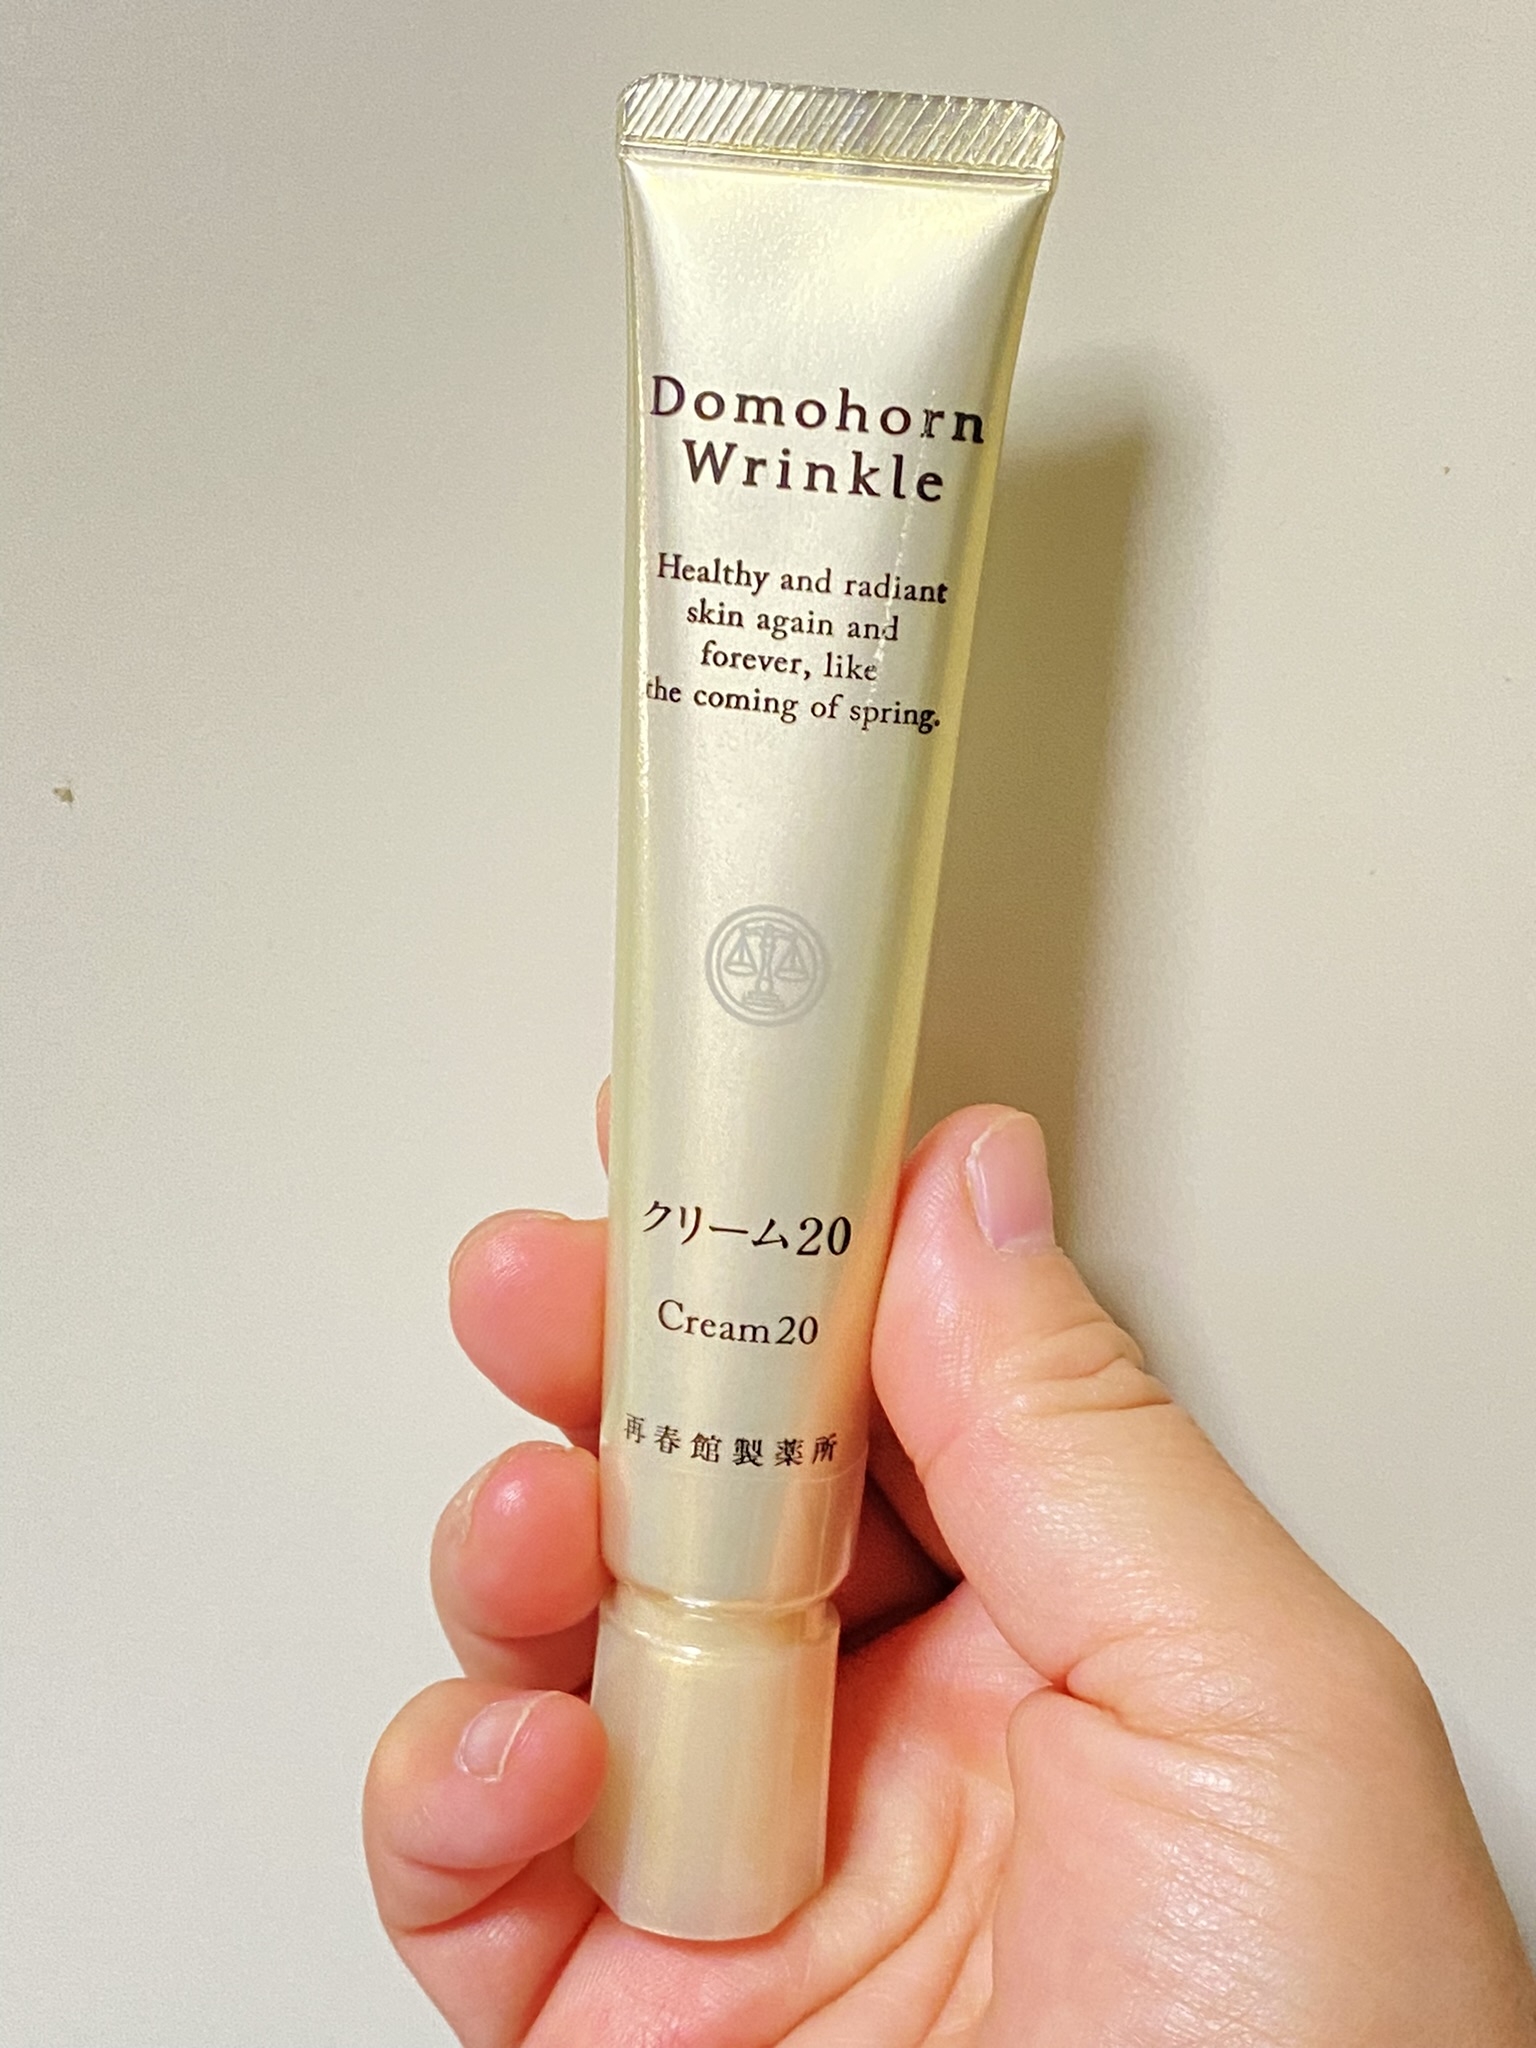 Domohorn
Wrinkle
Healthy and radiant
skin again and
forever, like
the coming of spring.
クリーム20
Cream20
再春館製薬所